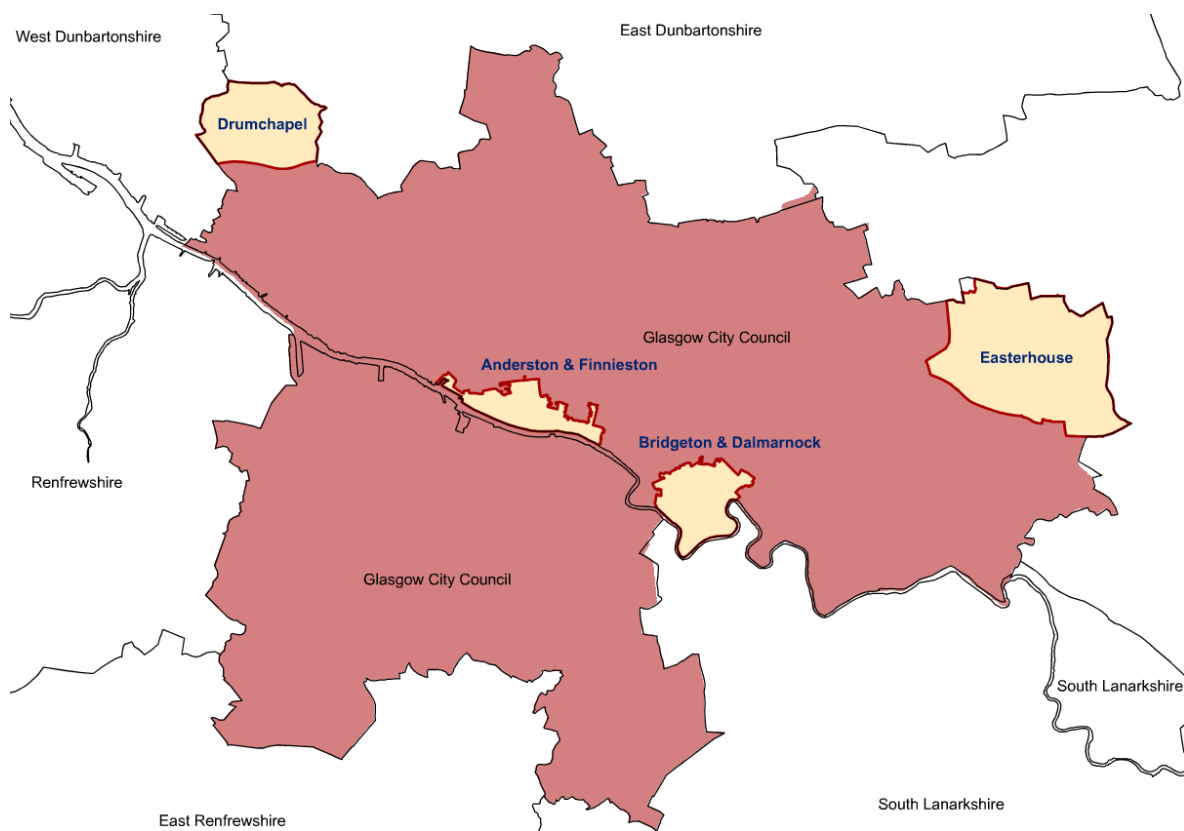 West Dunbartonshire
East Dunbartonshire
Drumchapel
Glasgow City Council
Easterhouse
Anderston & Finnieston
Bridgeton & Dalmarnock
Renfrewshire
Glasgow City Council
South Lanarkshire
South Lanarkshire
East Renfrewshire